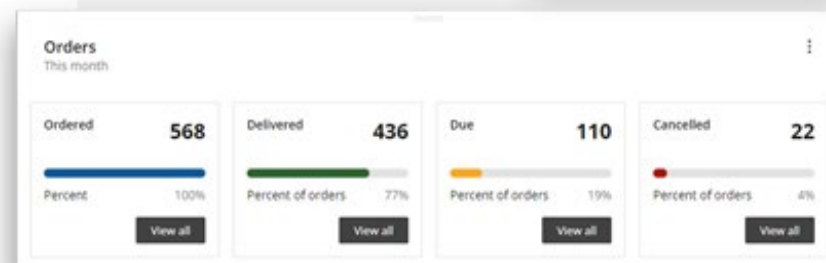 Orders
This month
Ordered 568
Percent 100%
View all
Delivered 436
Percent of orders 77%
View all
Due 110
Percent of orders 19%
View all
Cancelled 22
Percent of orders 4%
View all